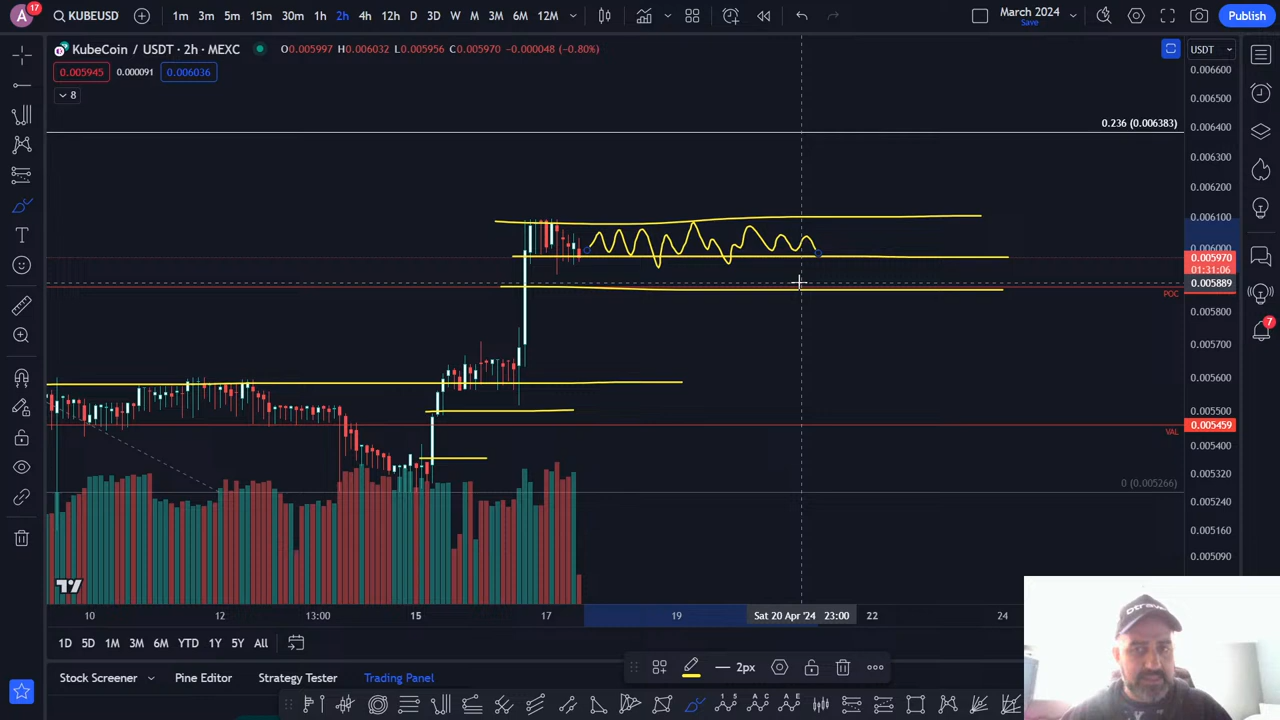 A 17 KUBEUSD 1m 3m 5m 15m 30m 1h 2h 4h 12h D 3D W M 3M 6M 12M March 2024 Save Publish
KubeCoin / USDT · 2h · MEXC O0.005997 H0.006032 L0.005956 C0.005970 −0.000048 (−0.80%) USDT
0.005945 0.000091 0.006036
8
0.006600
0.006500
0.236 (0.006383)
0.006400
0.006300
0.006200
0.006100
0.006000
0.005970
01:31:06
0.005889
POC
0.005800
0.005700
0.005600
0.005500
0.005459
VAL
0.005400
0.005320
0 (0.005266)
0.005240
0.005160
0.005090
10 12 13:00 15 17 19 Sat 20 Apr '24 23:00 22 24
1D 5D 1M 3M 6M YTD 1Y 5Y All
2px
Stock Screener Pine Editor Strategy Tester Trading Panel
7